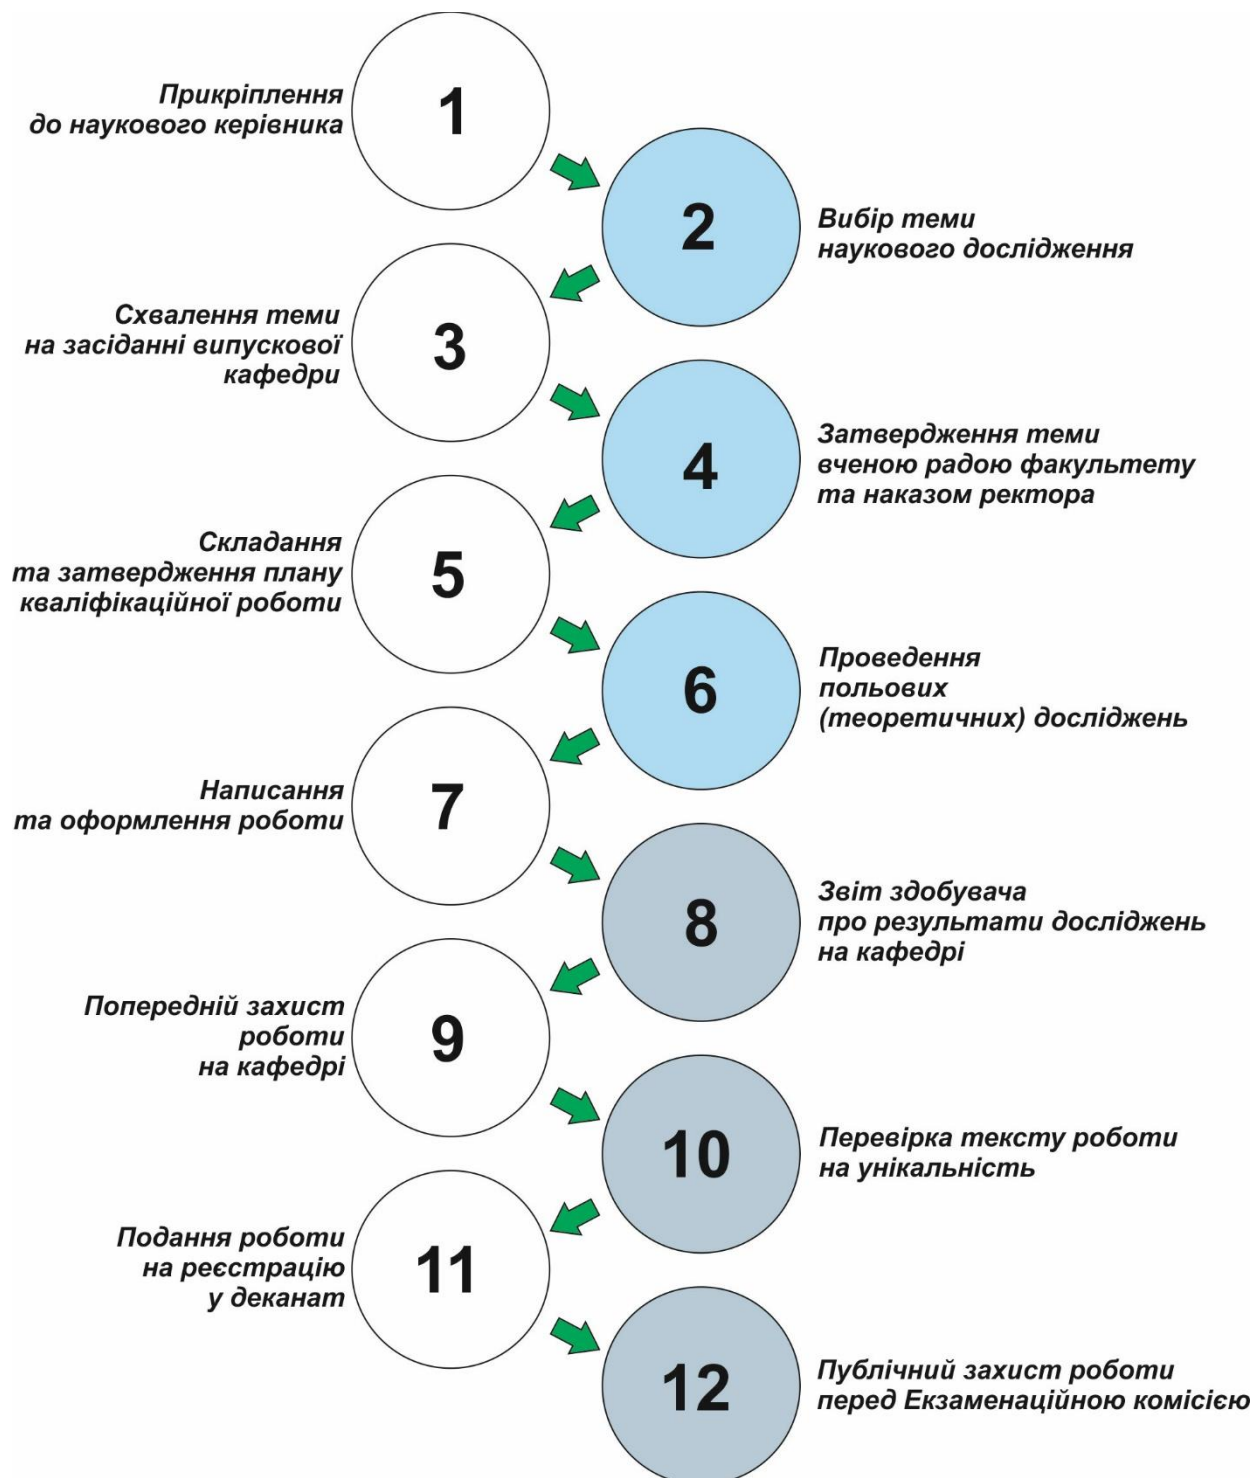 1
Прикріплення
до наукового керівника
2
Вибір теми
наукового дослідження
3
Схвалення теми
на засіданні випускової
кафедри
4
Затвердження теми
вченою радою факультету
та наказом ректора
5
Складання
та затвердження плану
кваліфікаційної роботи
6
Проведення
польових
(теоретичних) досліджень
7
Написання
та оформлення роботи
8
Звіт здобувача
про результати досліджень
на кафедрі
9
Попередній захист
роботи
на кафедрі
10
Перевірка тексту роботи
на унікальність
11
Подання роботи
на реєстрацію
у деканат
12
Публічний захист роботи
перед Екзаменаційною комісією